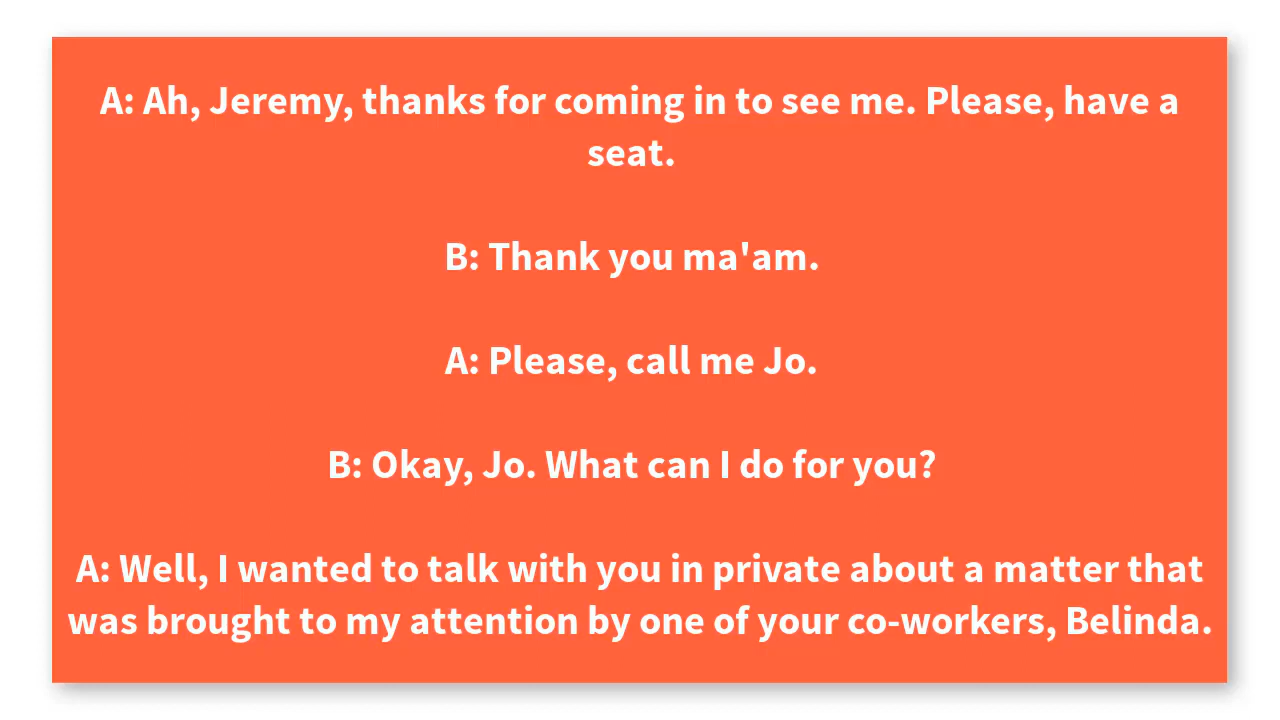 A: Ah, Jeremy, thanks for coming in to see me. Please, have a
seat.
B: Thank you ma'am.
A: Please, call me Jo.
B: Okay, Jo. What can I do for you?
A: Well, I wanted to talk with you in private about a matter that
was brought to my attention by one of your co-workers, Belinda.